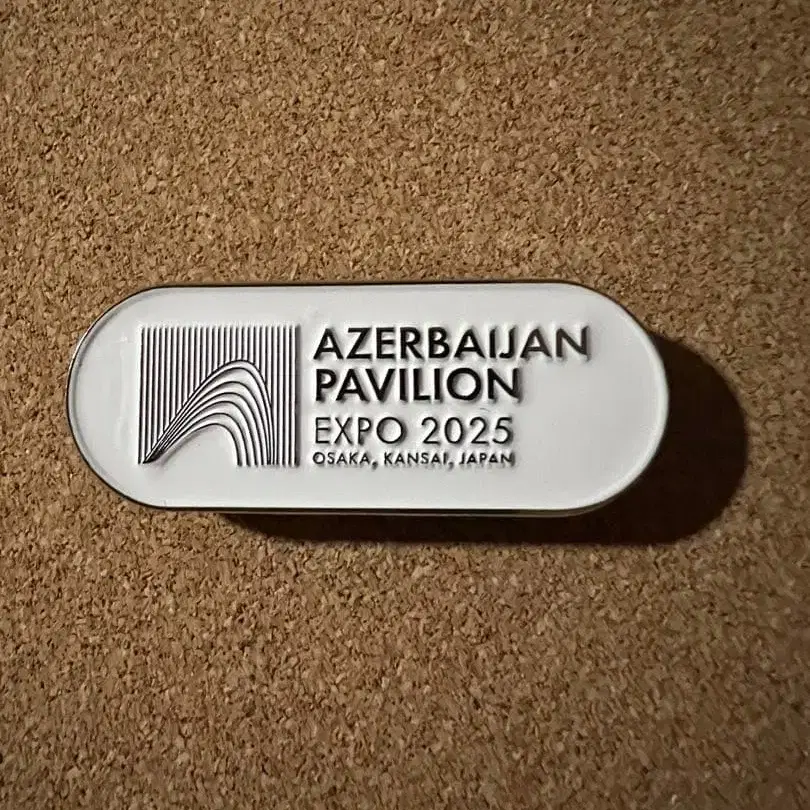 AZERBAIJAN
PAVILION
EXPO 2025
OSAKA, KANSAI, JAPAN